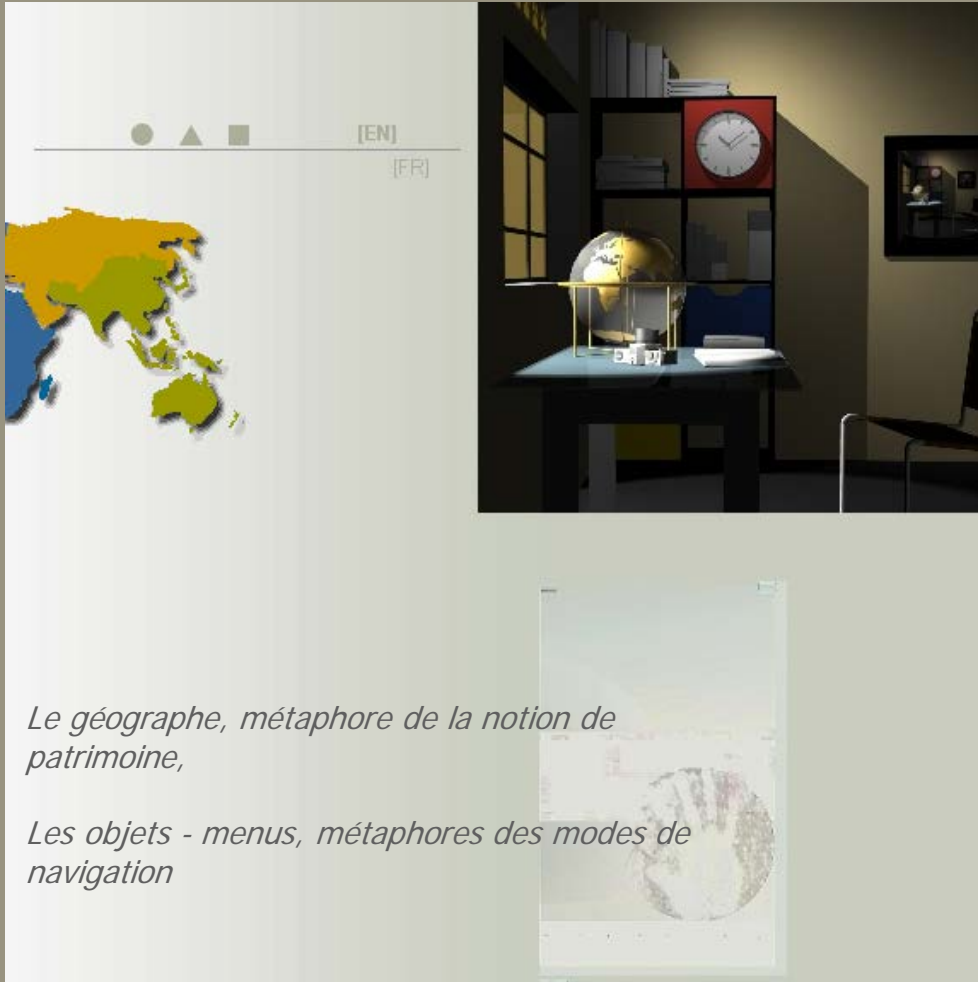 [EN]
[FR]
Le géographe, métaphore de la notion de
patrimoine,
Les objets - menus, métaphores des modes de
navigation